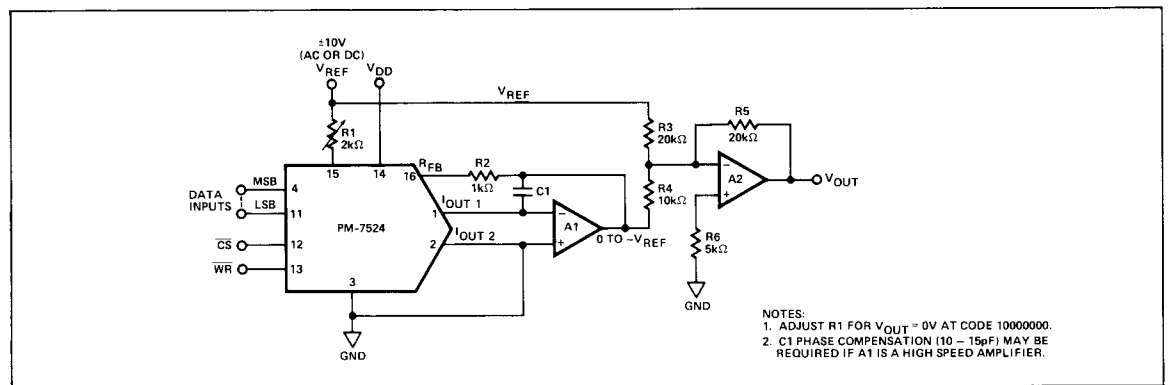 ±10V
(AC OR DC)
VREF
VDD
VREF
R1
2kΩ
R3
20kΩ
R5
20kΩ
15
14
RFB
16
R2
1kΩ
C1
DATA
INPUTS
MSB
4
LSB
11
CS
12
WR
13
PM-7524
IOUT 1
1
IOUT 2
2
3
A1
0 TO –VREF
R4
10kΩ
A2
VOUT
R6
5kΩ
GND
GND
NOTES:
1. ADJUST R1 FOR VOUT = 0V AT CODE 10000000.
2. C1 PHASE COMPENSATION (10 – 15pF) MAY BE
REQUIRED IF A1 IS A HIGH SPEED AMPLIFIER.